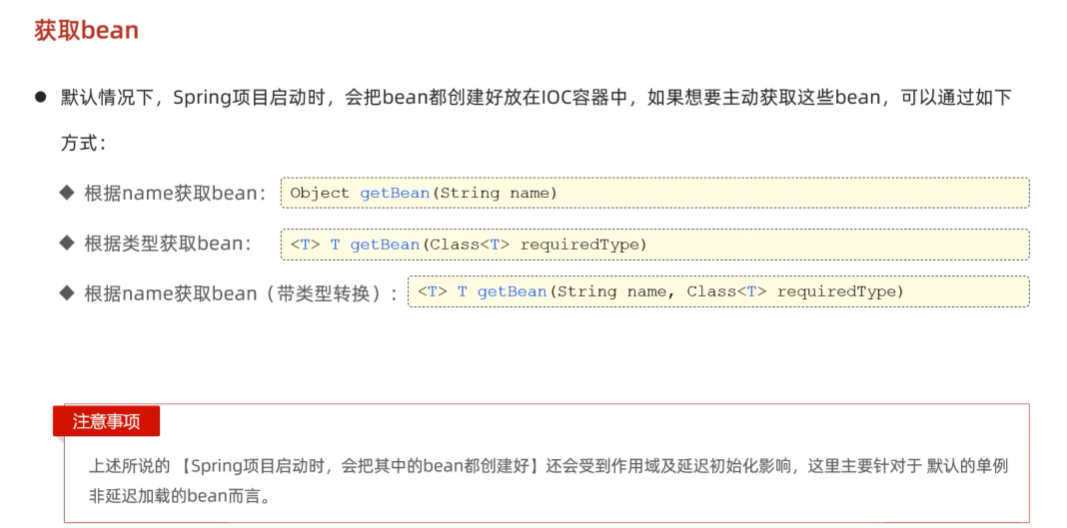 获取bean
● 默认情况下，Spring项目启动时，会把bean都创建好放在IOC容器中，如果想要主动获取这些bean，可以通过如下
方式：
◆ 根据name获取bean： Object getBean(String name)
◆ 根据类型获取bean： <T> T getBean(Class<T> requiredType)
◆ 根据name获取bean（带类型转换）： <T> T getBean(String name, Class<T> requiredType)
注意事项
上述所说的 【Spring项目启动时，会把其中的bean都创建好】还会受到作用域及延迟初始化影响，这里主要针对于 默认的单例
非延迟加载的bean而言。